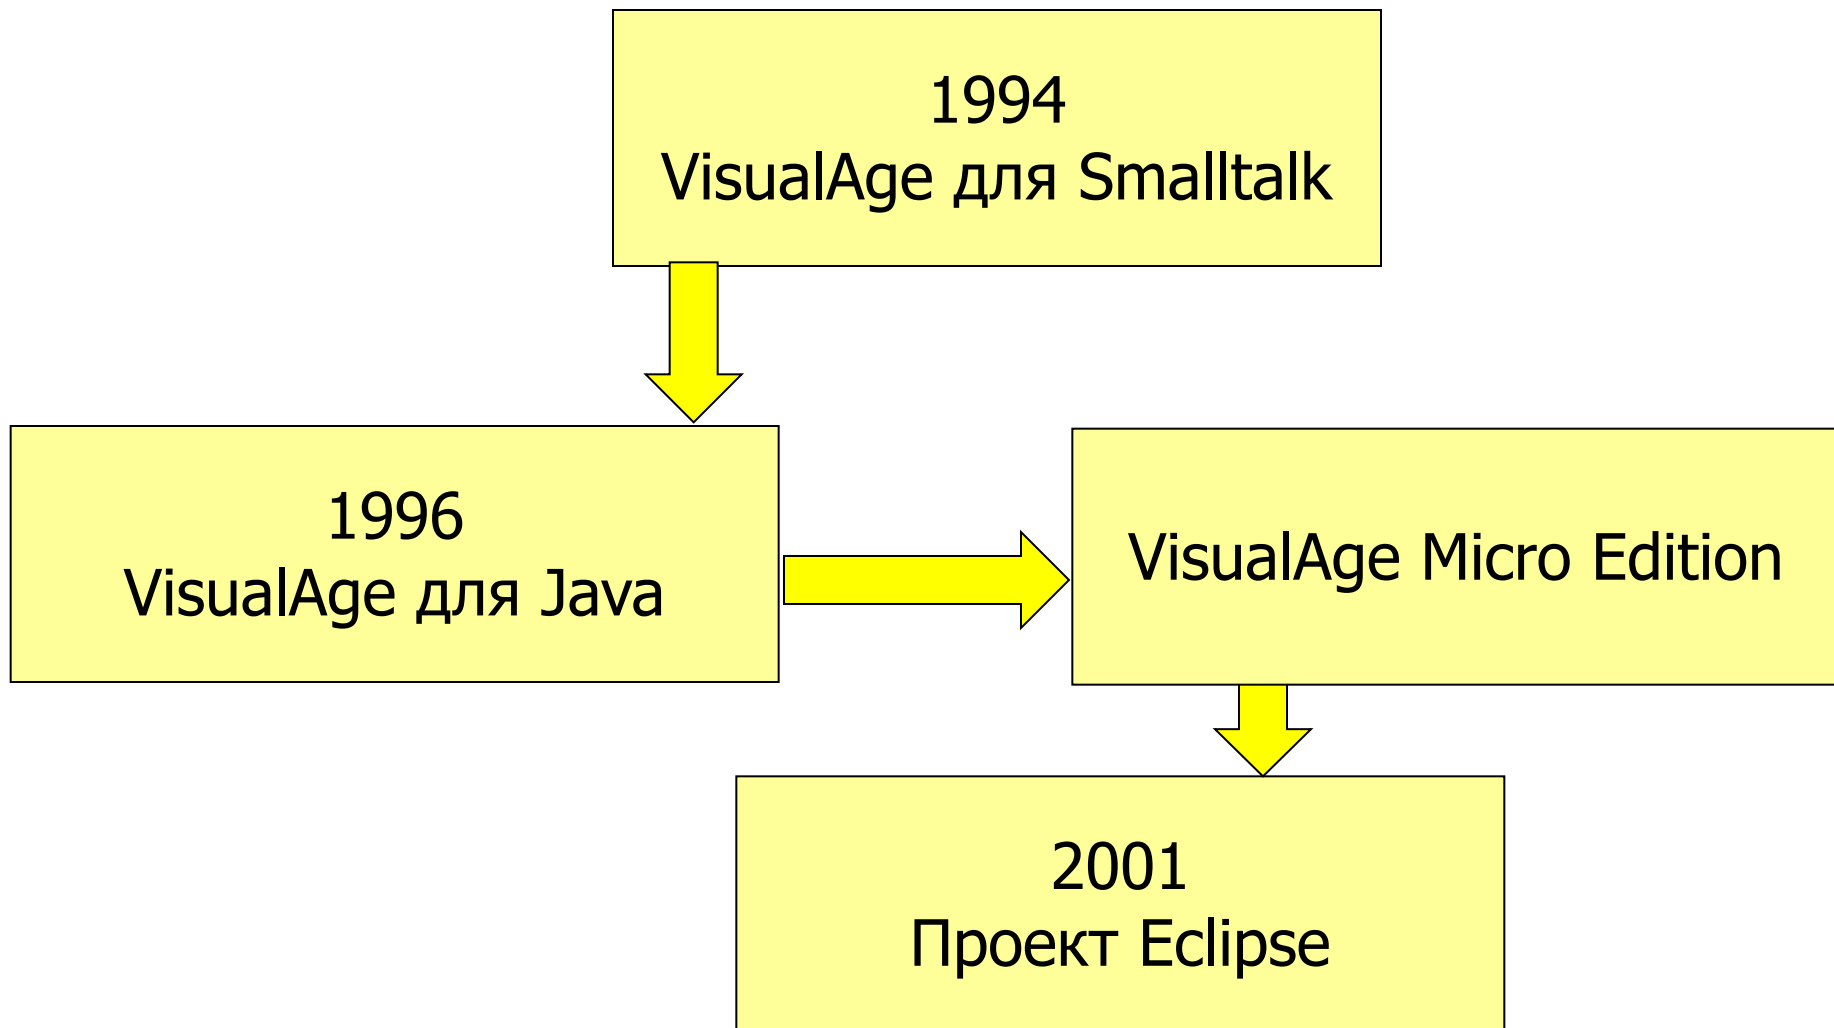 1994
VisualAge для Smalltalk
1996
VisualAge для Java
VisualAge Micro Edition
2001
Проект Eclipse